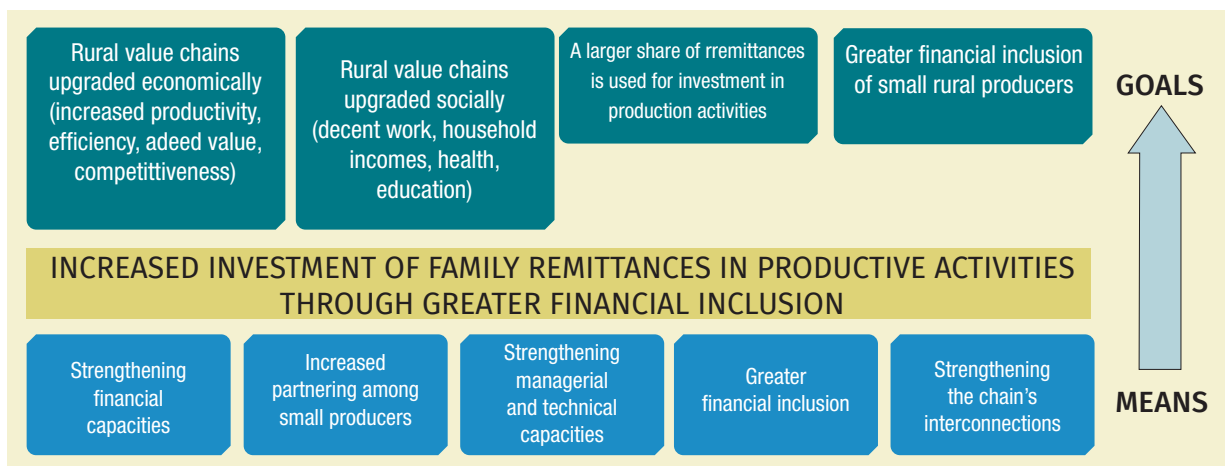 Rural value chains
upgraded economically
(increased productivity,
efficiency, adeed value,
competittiveness)
Rural value chains
upgraded socially
(decent work, household
incomes, health,
education)
A larger share of rremittances
is used for investment in
production activities
Greater financial inclusion
of small rural producers
GOALS
INCREASED INVESTMENT OF FAMILY REMITTANCES IN PRODUCTIVE ACTIVITIES
THROUGH GREATER FINANCIAL INCLUSION
Strengthening
financial
capacities
Increased
partnering among
small producers
Strengthening
managerial
and technical
capacities
Greater
financial inclusion
Strengthening
the chain's
interconnections
MEANS